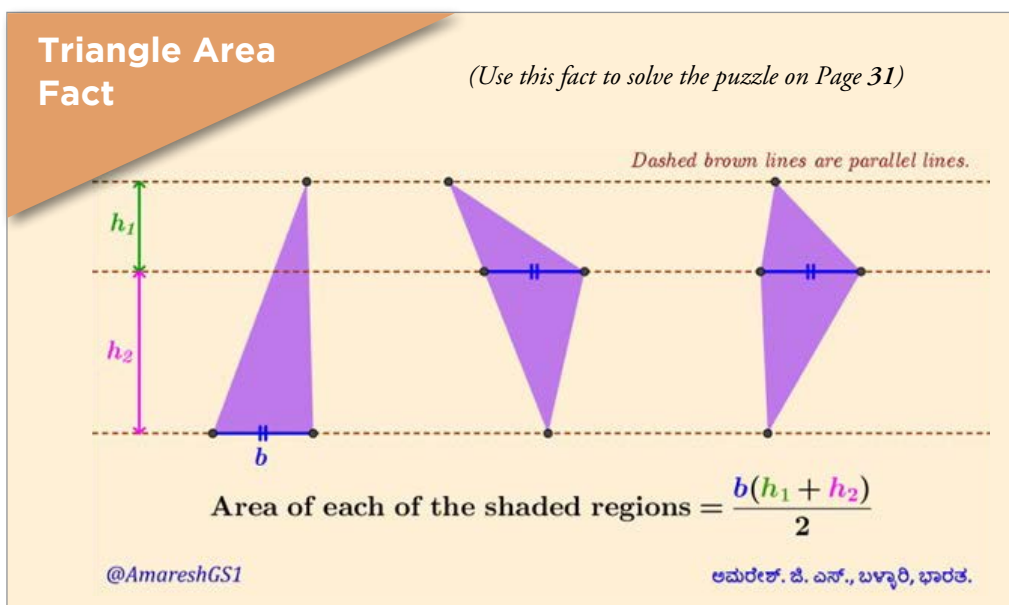 Triangle Area
Fact
(Use this fact to solve the puzzle on Page 31)
Dashed brown lines are parallel lines.
h₁
h₂
b
Area of each of the shaded regions = b(h₁ + h₂)/2
@AmareshGS1
ಅಮರೇಶ್. ಜಿ. ಎಸ್., ಬಳ್ಳಾರಿ, ಭಾರತ.